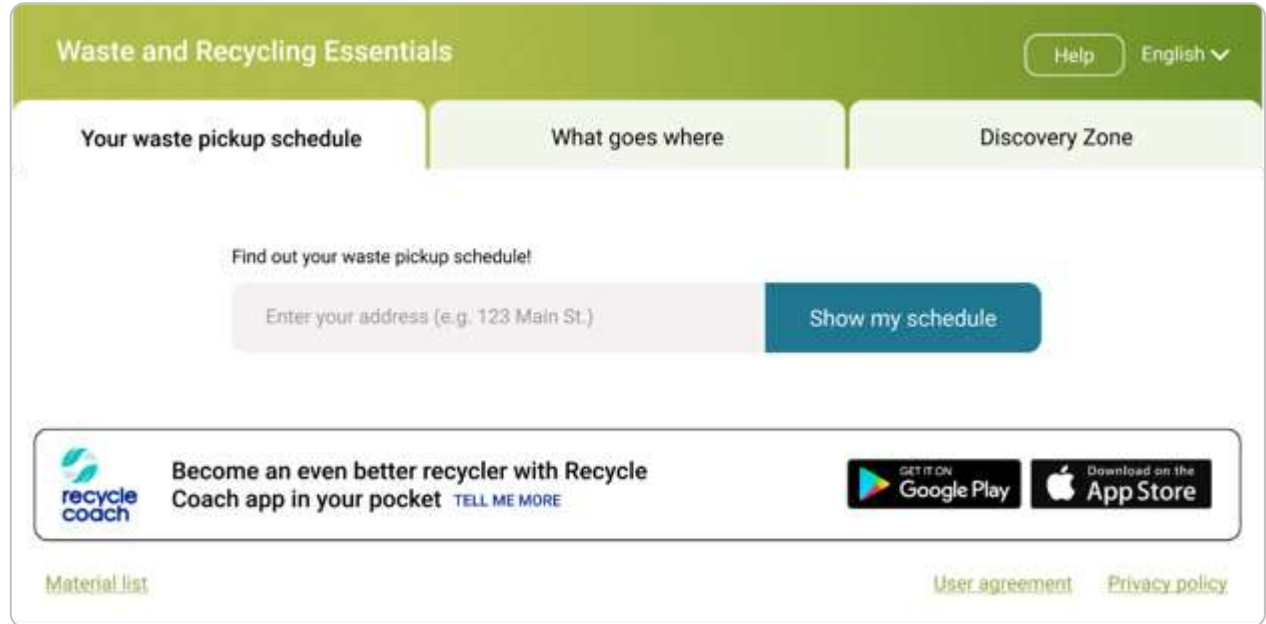 Waste and Recycling Essentials
Help
English
Your waste pickup schedule
What goes where
Discovery Zone
Find out your waste pickup schedule!
Enter your address (e.g. 123 Main St.)
Show my schedule
recycle
coach
Become an even better recycler with Recycle
Coach app in your pocket TELL ME MORE
GET IT ON
Google Play
Download on the
App Store
Material list
User agreement
Privacy policy